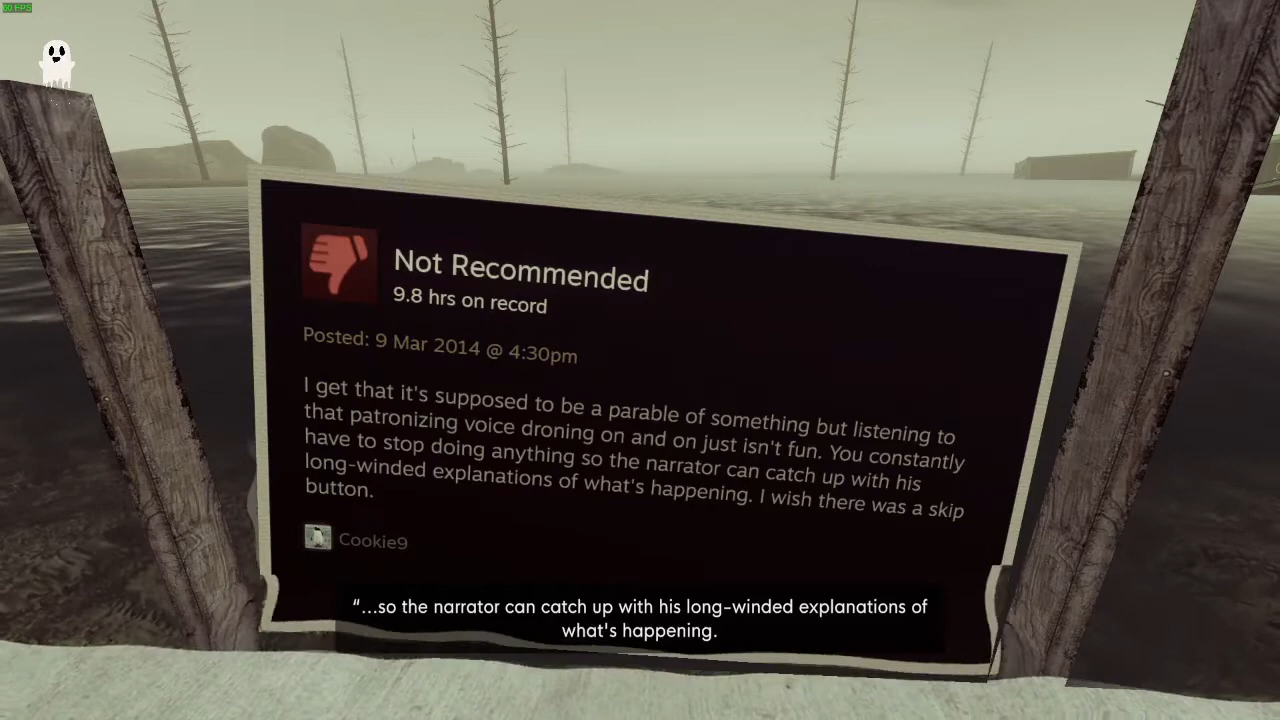 60 FPS
Not Recommended
9.8 hrs on record
Posted: 9 Mar 2014 @ 4:30pm
I get that it's supposed to be a parable of something but listening to
that patronizing voice droning on and on just isn't fun. You constantly
have to stop doing anything so the narrator can catch up with his
long-winded explanations of what's happening. I wish there was a skip
button.
Cookie9
“...so the narrator can catch up with his long-winded explanations of
what's happening.